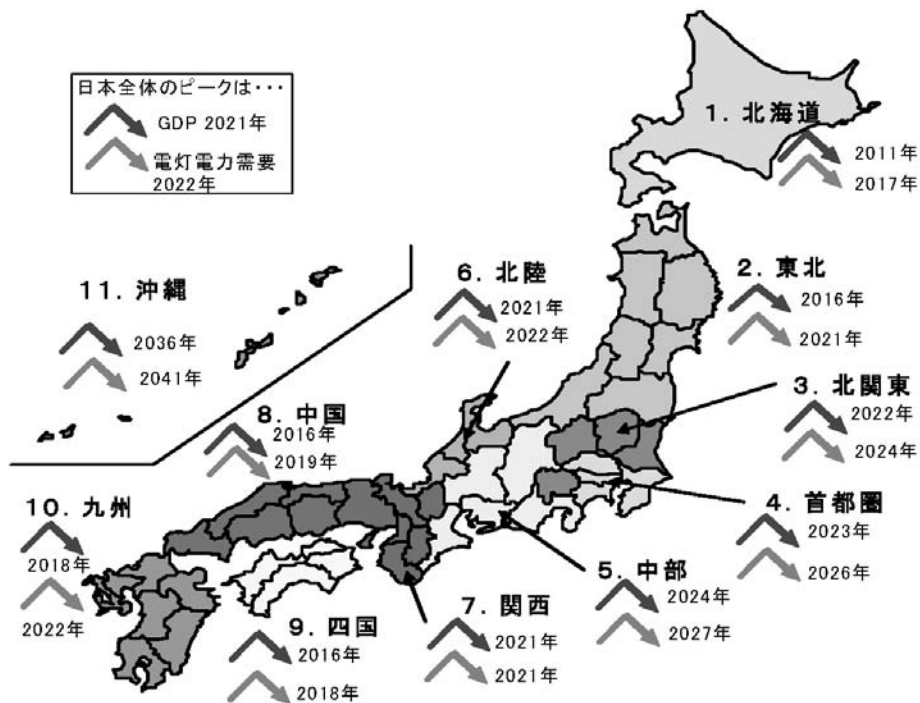 日本全体のピークは・・・
GDP 2021年
電灯電力需要
2022年
1. 北海道
2011年
2017年
2. 東北
2016年
2021年
3. 北関東
2022年
2024年
4. 首都圏
2023年
2026年
5. 中部
2024年
2027年
6. 北陸
2021年
2022年
7. 関西
2021年
2021年
8. 中国
2016年
2019年
9. 四国
2016年
2018年
10. 九州
2018年
2022年
11. 沖縄
2036年
2041年